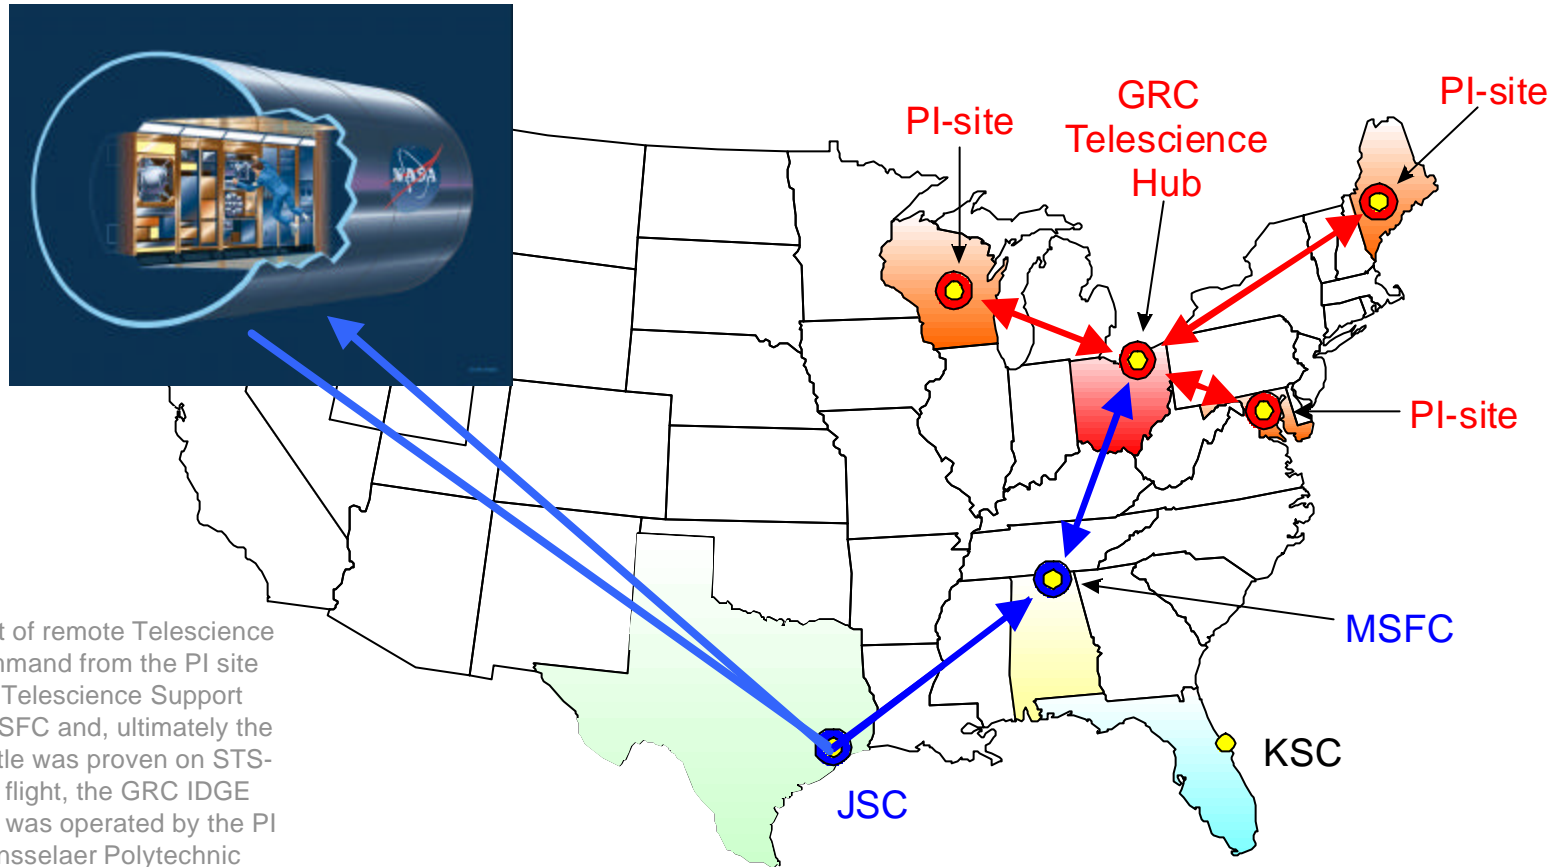 NASA
PI-site
GRC
Telescience
Hub
PI-site
PI-site
MSFC
KSC
JSC
t of remote Telescience
mmand from the PI site
Telescience Support
SFC and, ultimately the
tle was proven on STS-
flight, the GRC IDGE
was operated by the PI
nsselaer Polytechnic